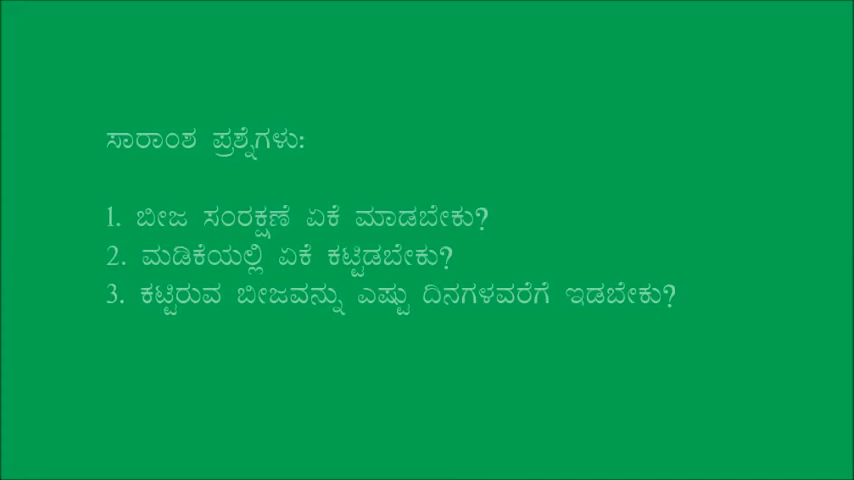 ಸಾರಾಂಶ ಪ್ರಶ್ನೆಗಳು:
1. ಬೀಜ ಸಂರಕ್ಷಣೆ ಏಕೆ ಮಾಡಬೇಕು?
2. ಮಡಿಕೆಯಲ್ಲಿ ಏಕೆ ಕಟ್ಟಿಡಬೇಕು?
3. ಕಟ್ಟಿರುವ ಬೀಜವನ್ನು ಎಷ್ಟು ದಿನಗಳವರೆಗೆ ಇಡಬೇಕು?